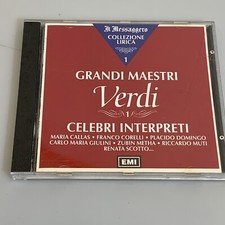 Il Messaggero
COLLEZIONE
LIRICA
1
GRANDI MAESTRI
Verdi
1
CELEBRI INTERPRETI
MARIA CALLAS • FRANCO CORELLI • PLACIDO DOMINGO
CARLO MARIA GIULINI • ZUBIN METHA • RICCARDO MUTI
RENATA SCOTTO...
EMI